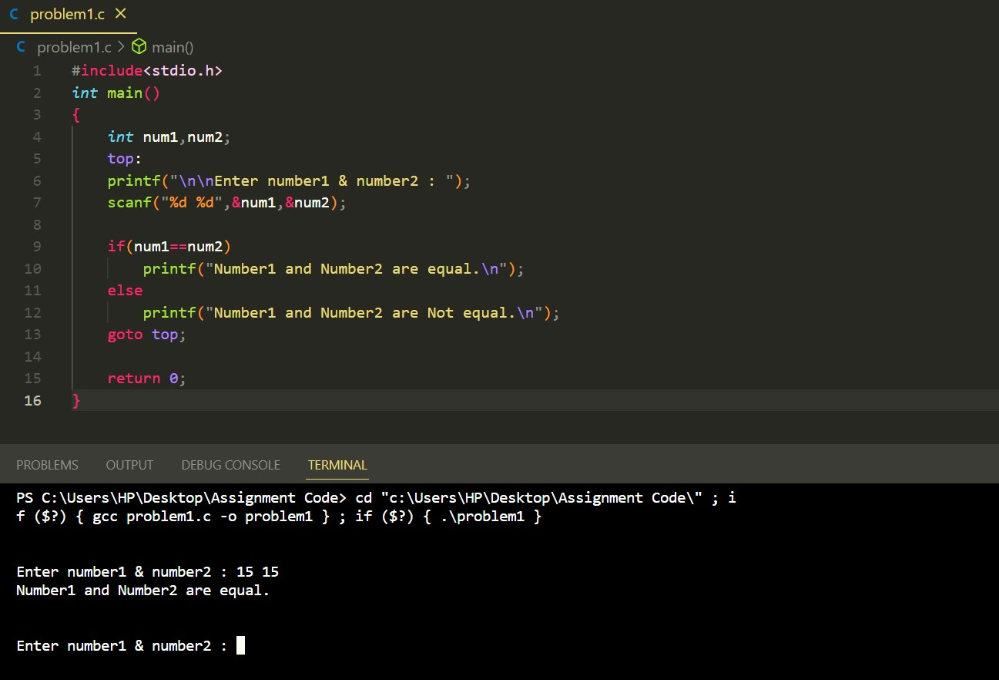 C problem1.c ×
C problem1.c > main()
1 #include<stdio.h>
2 int main()
3 {
4     int num1,num2;
5     top:
6     printf("\n\nEnter number1 & number2 : ");
7     scanf("%d %d",&num1,&num2);
8
9     if(num1==num2)
10         printf("Number1 and Number2 are equal.\n");
11     else
12         printf("Number1 and Number2 are Not equal.\n");
13     goto top;
14
15     return 0;
16 }
PROBLEMS OUTPUT DEBUG CONSOLE TERMINAL
PS C:\Users\HP\Desktop\Assignment Code> cd "c:\Users\HP\Desktop\Assignment Code\" ; i
f ($?) { gcc problem1.c -o problem1 } ; if ($?) { .\problem1 }
Enter number1 & number2 : 15 15
Number1 and Number2 are equal.
Enter number1 & number2 :